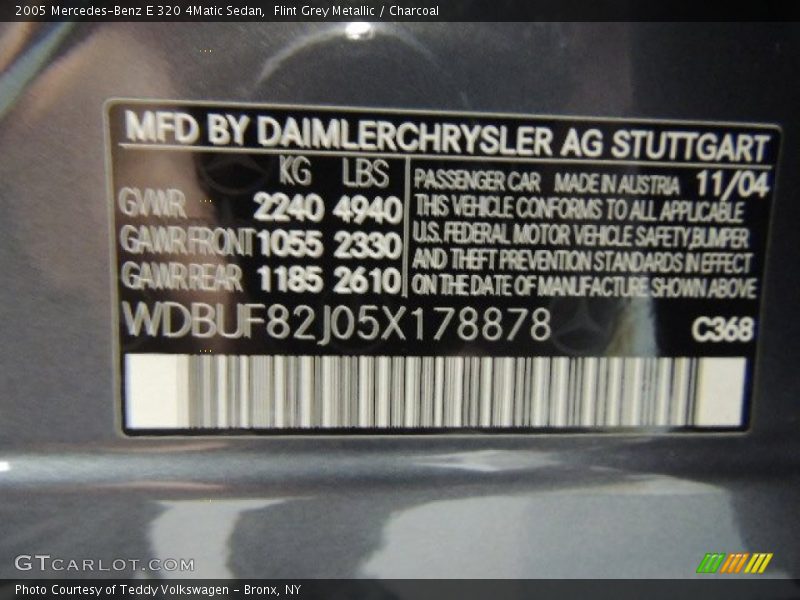 2005 Mercedes-Benz E 320 4Matic Sedan,  Flint Grey Metallic / Charcoal
MFD BY DAIMLERCHRYSLER AG STUTTGART
KG LBS
GVWR 2240 4940
GAWR FRONT 1055 2330
GAWR REAR 1185 2610
PASSENGER CAR MADE IN AUSTRIA 11/04
THIS VEHICLE CONFORMS TO ALL APPLICABLE
U.S. FEDERAL MOTOR VEHICLE SAFETY, BUMPER
AND THEFT PREVENTION STANDARDS IN EFFECT
ON THE DATE OF MANUFACTURE SHOWN ABOVE
WDBUF82J05X178878 C368
GTCARLOT.COM
Photo Courtesy of Teddy Volkswagen - Bronx, NY